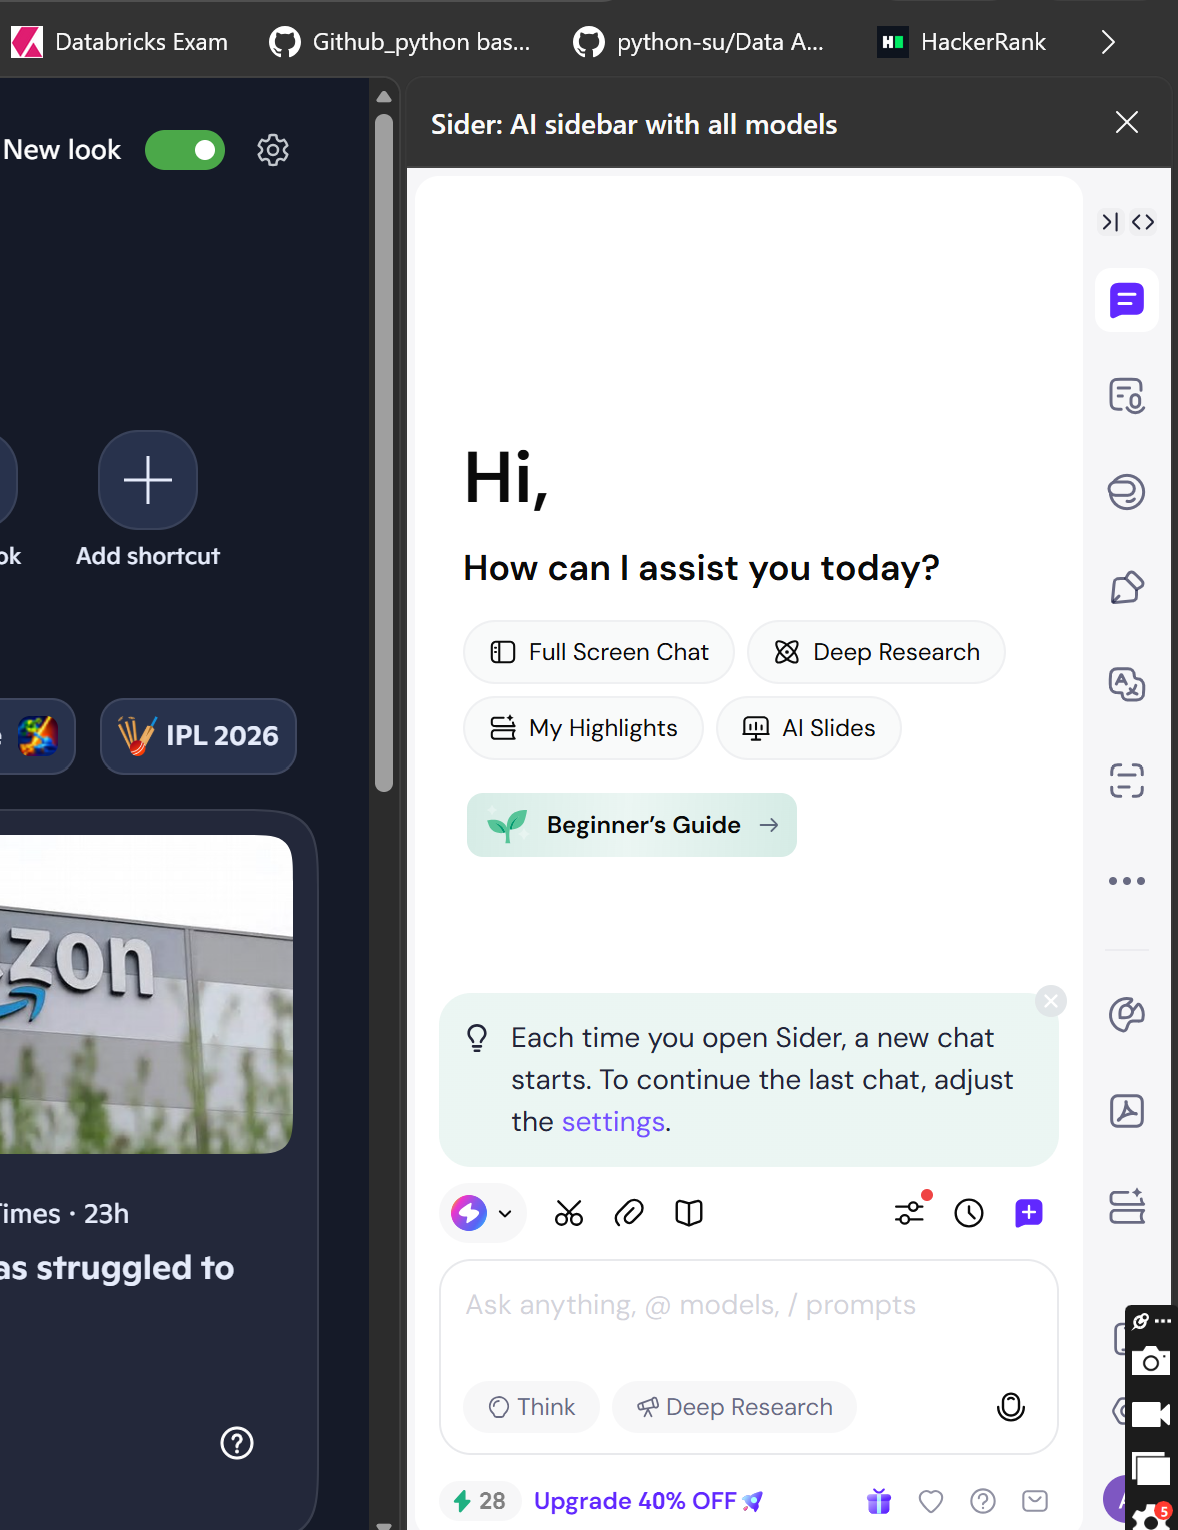 Databricks Exam
Github_python bas...
python-su/Data A...
HackerRank
New look
Sider: AI sidebar with all models
Hi,
How can I assist you today?
Full Screen Chat
Deep Research
My Highlights
AI Slides
Beginner's Guide →
ok
Add shortcut
IPL 2026
zon
Times · 23h
as struggled to
Each time you open Sider, a new chat
starts. To continue the last chat, adjust
the settings.
Ask anything, @ models, / prompts
Think
Deep Research
28
Upgrade 40% OFF🚀
5